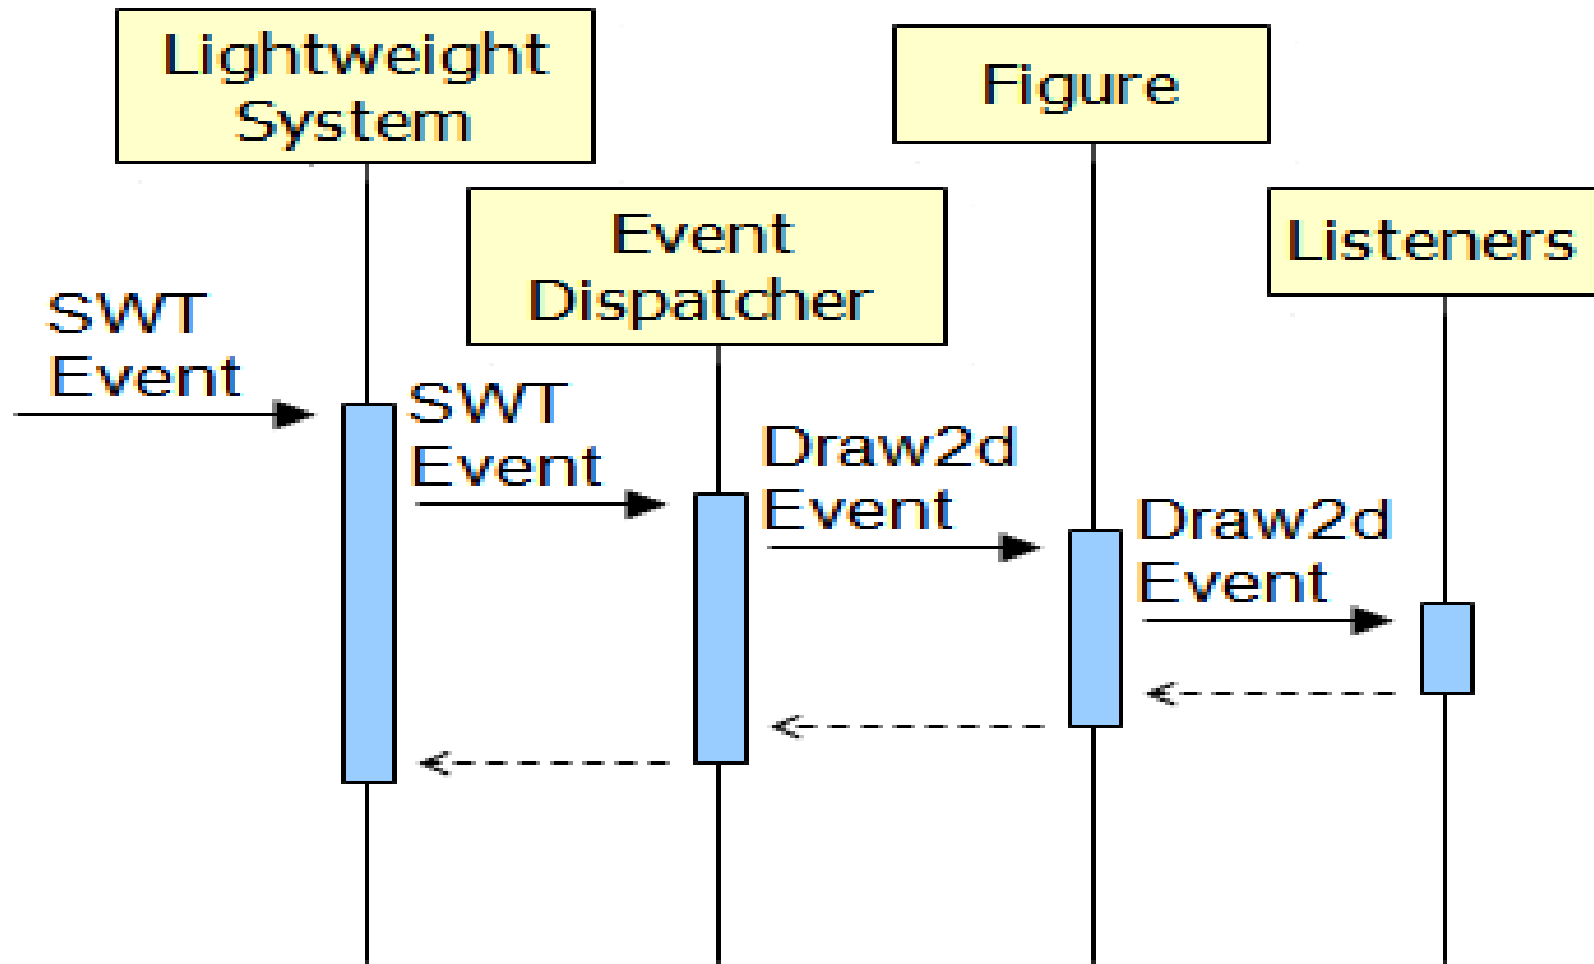 Lightweight
System
Figure
Event
Dispatcher
Listeners
SWT
Event
SWT
Event
Draw2d
Event
Draw2d
Event